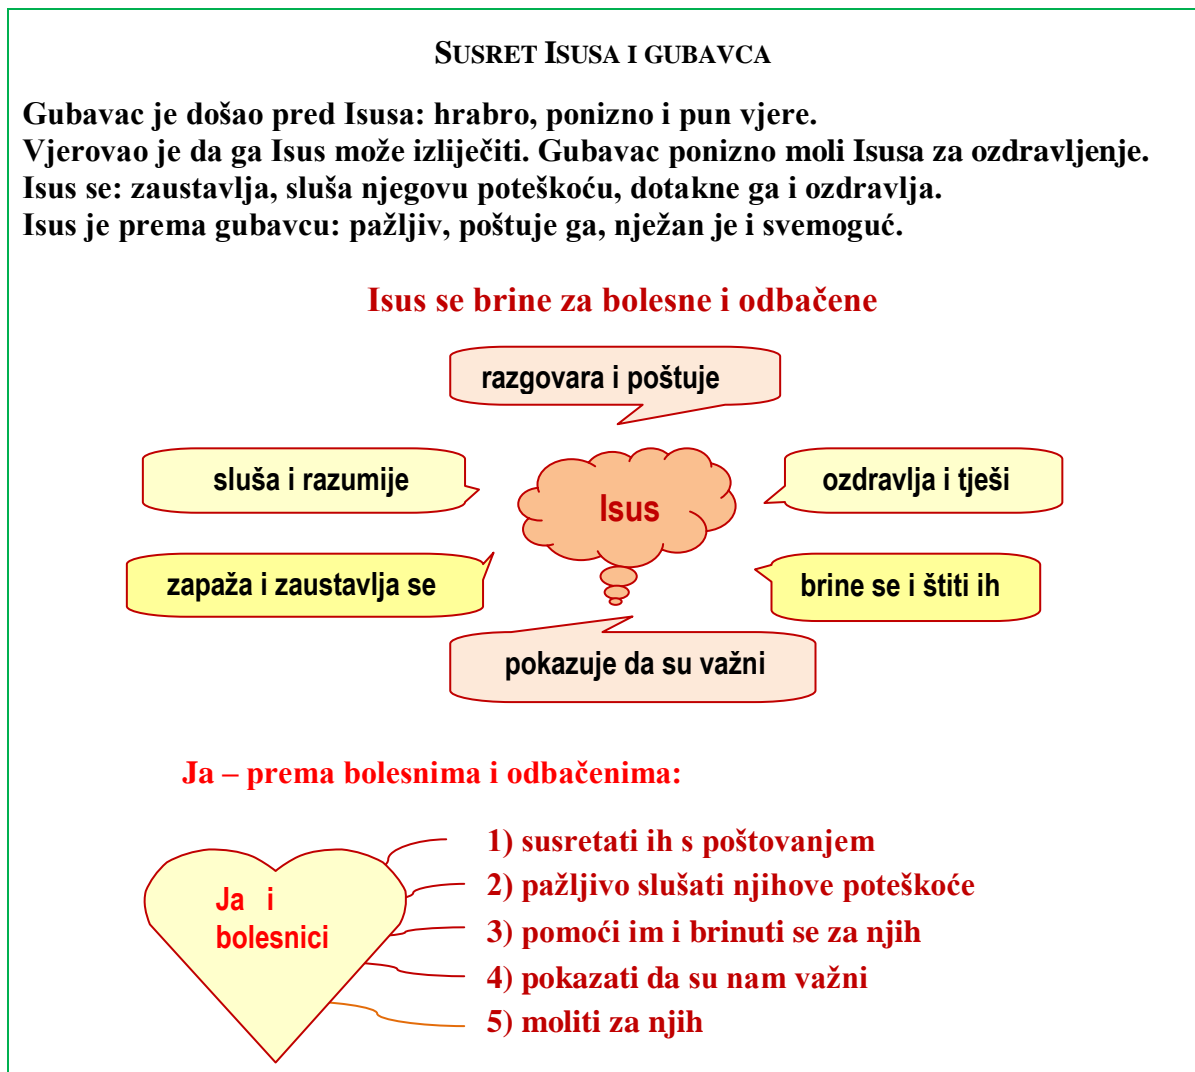 SUSRET ISUSA I GUBAVCA
Gubavac je došao pred Isusa: hrabro, ponizno i pun vjere.
Vjerovao je da ga Isus može izliječiti. Gubavac ponizno moli Isusa za ozdravljenje.
Isus se: zaustavlja, sluša njegovu poteškoću, dotakne ga i ozdravlja.
Isus je prema gubavcu: pažljiv, poštuje ga, nježan je i svemoguć.
Isus se brine za bolesne i odbačene
razgovara i poštuje
sluša i razumije
Isus
ozdravlja i tješi
zapaža i zaustavlja se
brine se i štiti ih
pokazuje da su važni
Ja – prema bolesnima i odbačenima:
Ja i
bolesnici
1) susretati ih s poštovanjem
2) pažljivo slušati njihove poteškoće
3) pomoći im i brinuti se za njih
4) pokazati da su nam važni
5) moliti za njih